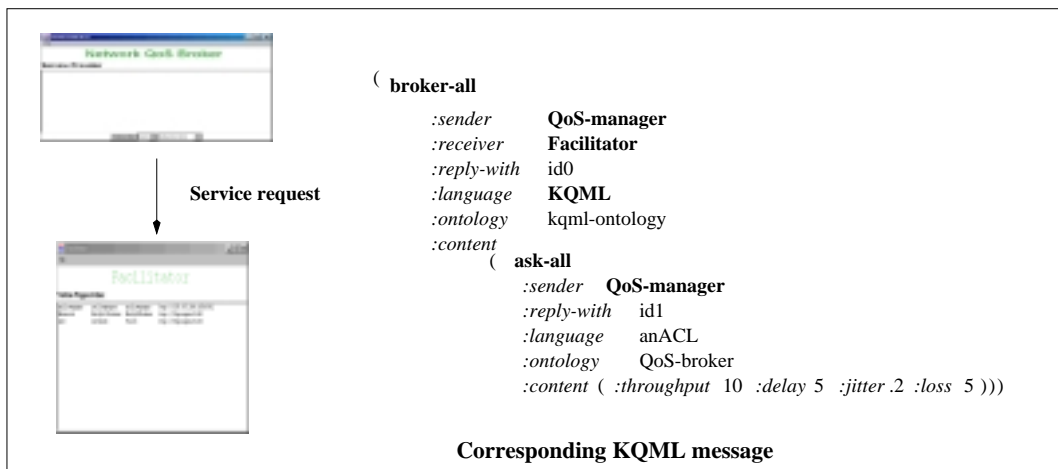 Network QoS Broker
Service Provider
Service request
Facilitator
( broker-all
:sender QoS-manager
:receiver Facilitator
:reply-with id0
:language KQML
:ontology kqml-ontology
:content
( ask-all
:sender QoS-manager
:reply-with id1
:language anACL
:ontology QoS-broker
:content ( :throughput 10 :delay 5 :jitter .2 :loss 5 )))
Corresponding KQML message